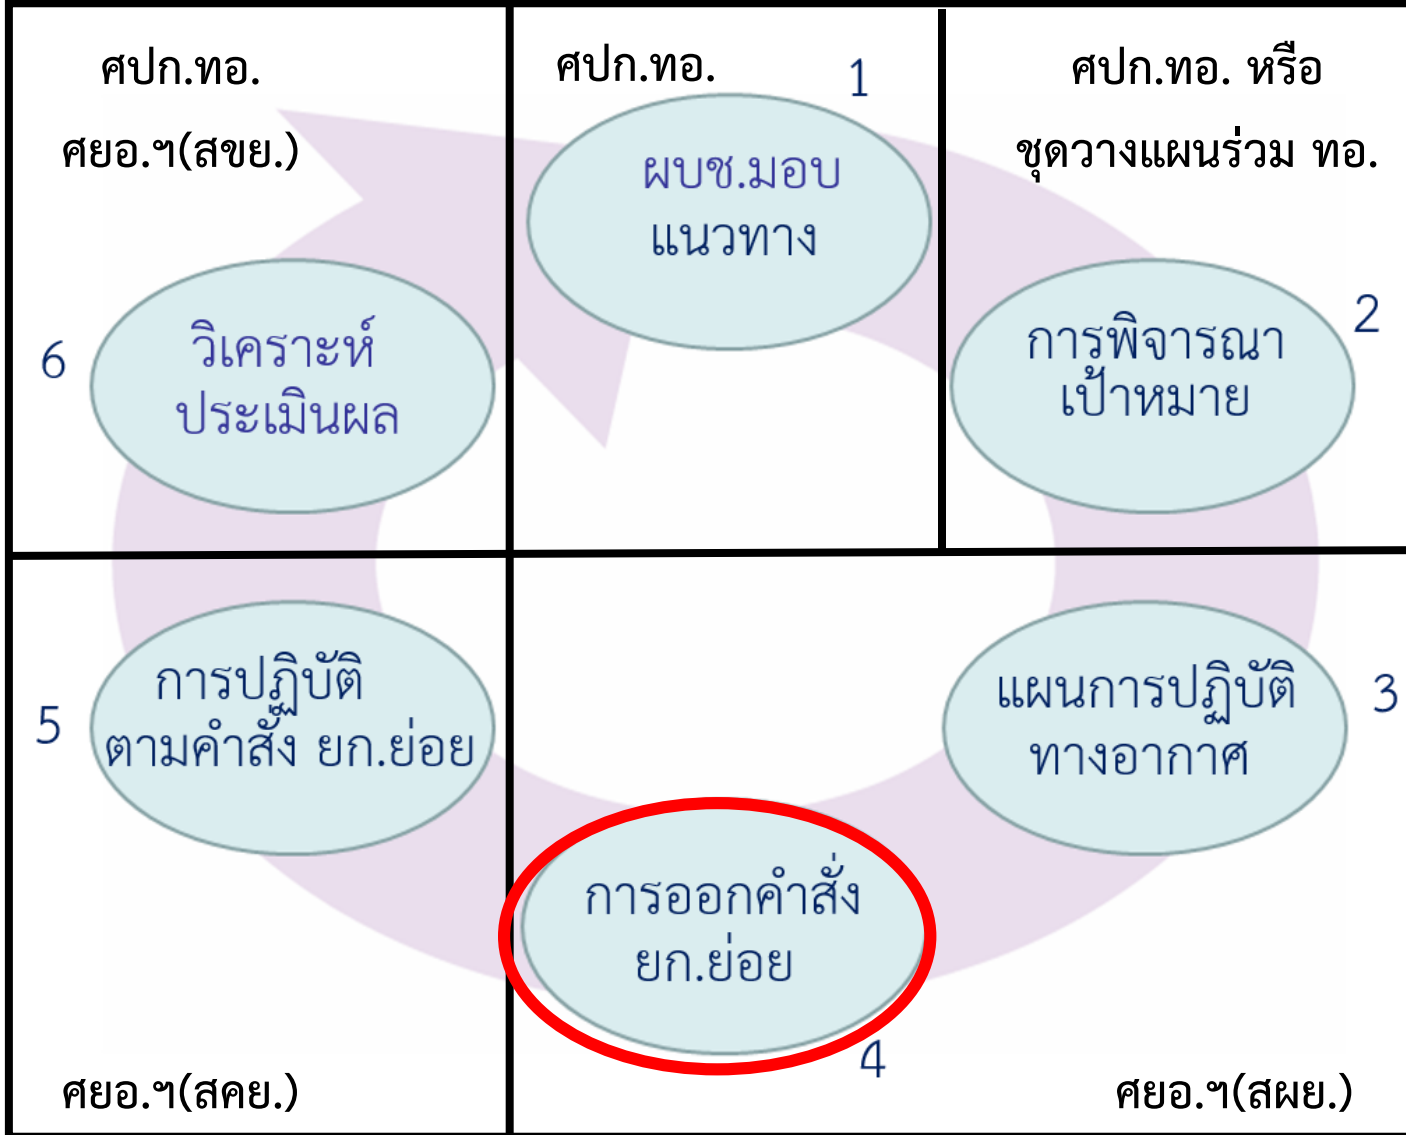 ศปก.ทอ.
ศยอ.ฯ(สขย.)
6
วิเคราะห์
ประเมินผล
ศปก.ทอ.
1
ผบช.มอบ
แนวทาง
ศปก.ทอ. หรือ
ชุดวางแผนร่วม ทอ.
2
การพิจารณา
เป้าหมาย
5
การปฏิบัติ
ตามคำสั่ง ยก.ย่อย
ศยอ.ฯ(สคย.)
แผนการปฏิบัติ
ทางอากาศ
3
การออกคำสั่ง
ยก.ย่อย
4
ศยอ.ฯ(สผย.)